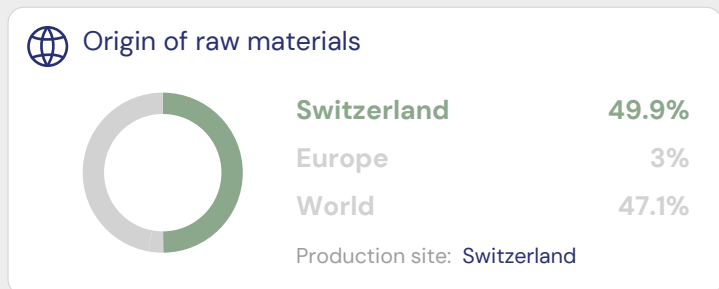 Origin of raw materials
Switzerland 49.9%
Europe 3%
World 47.1%
Production site: Switzerland